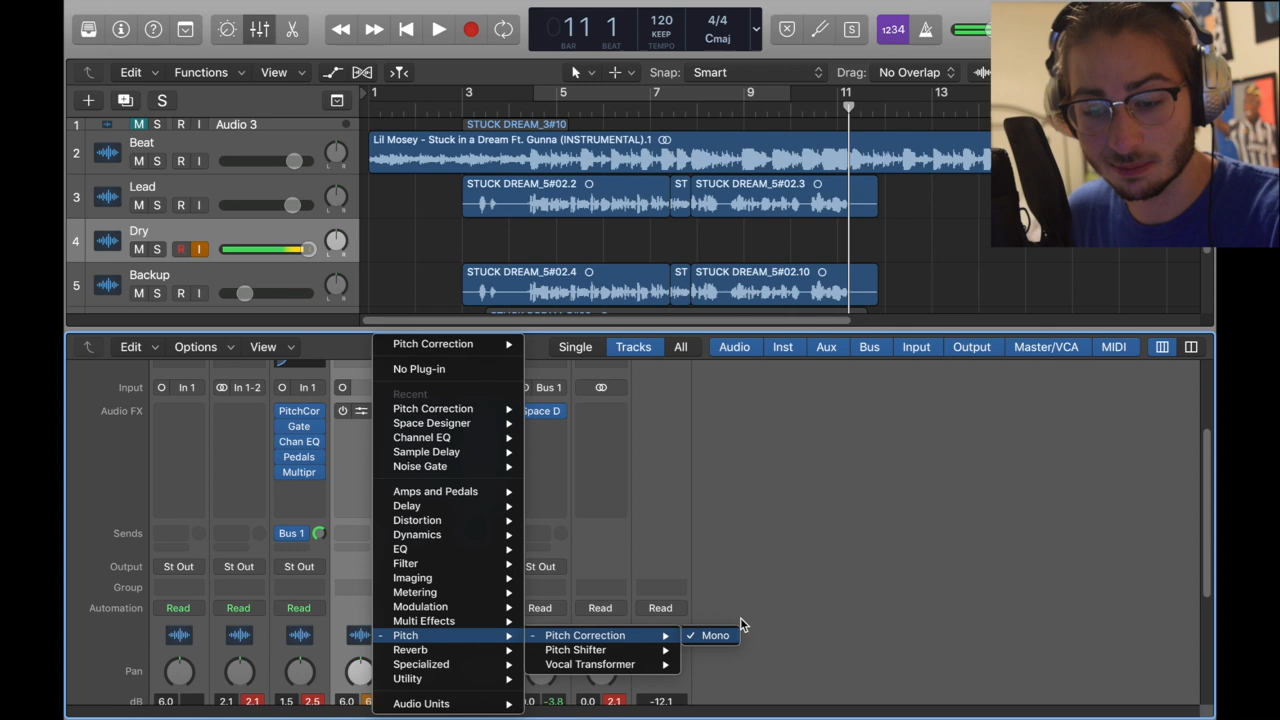 11 1
BAR BEAT
120
KEEP
TEMPO
4/4
Cmaj
S
1234
Edit
Functions
View
Snap: Smart
Drag: No Overlap
S
1 3 5 7 9 11 13
1 M S R I Audio 3
STUCK DREAM_3#10
2
Beat
M S R I
L R
Lil Mosey - Stuck in a Dream Ft. Gunna (INSTRUMENTAL).1
3
Lead
M S R I
L R
STUCK DREAM_5#02.2
ST
STUCK DREAM_5#02.3
4
Dry
M S R I
L R
5
Backup
M S R I
L R
STUCK DREAM_5#02.4
ST
STUCK DREAM_5#02.10
Edit
Options
View
Single
Tracks
All
Audio
Inst
Aux
Bus
Input
Output
Master/VCA
MIDI
Input
In 1
In 1-2
In 1
Bus 1
Audio FX
PitchCor
Gate
Chan EQ
Pedals
Multipr
Space D
Sends
Bus 1
Output
St Out
St Out
St Out
St Out
Group
Automation
Read
Read
Read
Read
Read
Read
Pan
dB
6.0
2.1 2.1
1.5 2.5
6.0
-3.8
0.0 2.1
-12.1
Pitch Correction
No Plug-in
Recent
Pitch Correction
Space Designer
Channel EQ
Sample Delay
Noise Gate
Amps and Pedals
Delay
Distortion
Dynamics
EQ
Filter
Imaging
Metering
Modulation
Multi Effects
Pitch
Reverb
Specialized
Utility
Audio Units
Pitch Correction
Pitch Shifter
Vocal Transformer
Mono